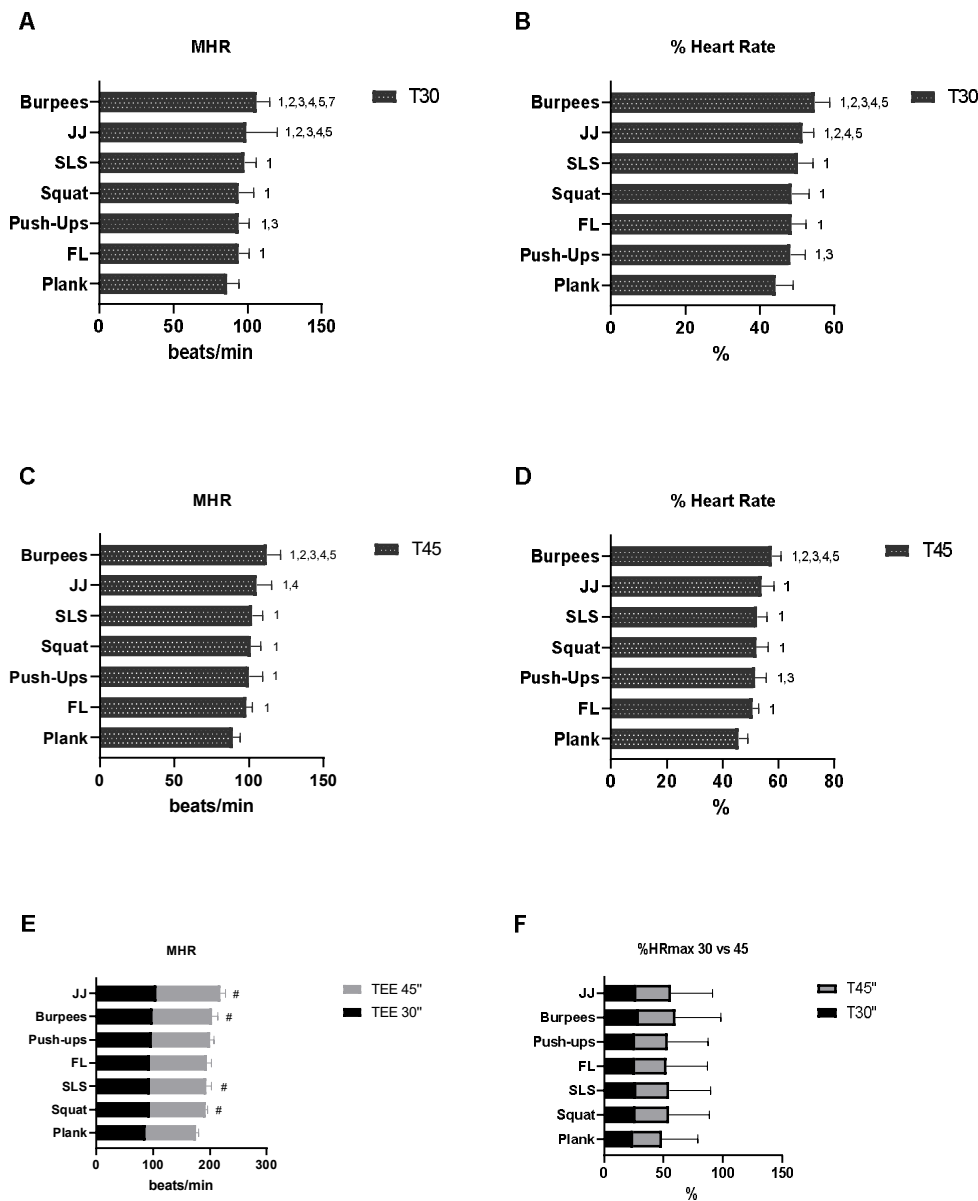 A
MHR
Burpees 1,2,3,4,5,7
JJ 1,2,3,4,5
SLS 1
Squat 1
Push-Ups 1,3
FL 1
Plank
0 50 100 150
beats/min
T30
B
% Heart Rate
Burpees 1,2,3,4,5
JJ 1,2,4,5
SLS 1
Squat 1
FL 1
Push-Ups 1,3
Plank
0 20 40 60
%
T30
C
MHR
Burpees 1,2,3,4,5
JJ 1,4
SLS 1
Squat 1
Push-Ups 1
FL 1
Plank
0 50 100 150
beats/min
T45
D
% Heart Rate
Burpees 1,2,3,4,5
JJ 1
SLS 1
Squat 1
Push-Ups 1,3
FL 1
Plank
0 20 40 60 80
%
T45
E
MHR
JJ #
Burpees #
Push-ups
FL
SLS #
Squat #
Plank
0 100 200 300
beats/min
TEE 45"
TEE 30"
F
%HRmax 30 vs 45
JJ
Burpees
Push-ups
FL
SLS
Squat
Plank
0 50 100 150
%
T45"
T30"